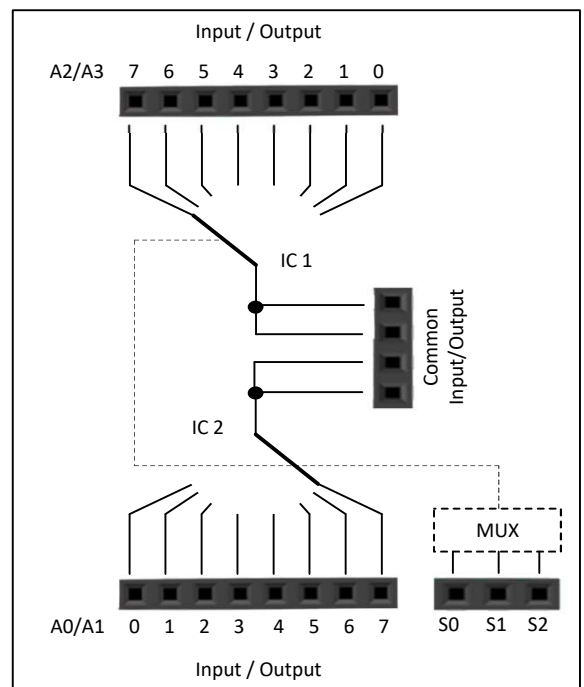 Input / Output
A2/A3 7 6 5 4 3 2 1 0
IC 1
Common
Input/Output
IC 2
MUX
A0/A1 0 1 2 3 4 5 6 7
S0 S1 S2
Input / Output